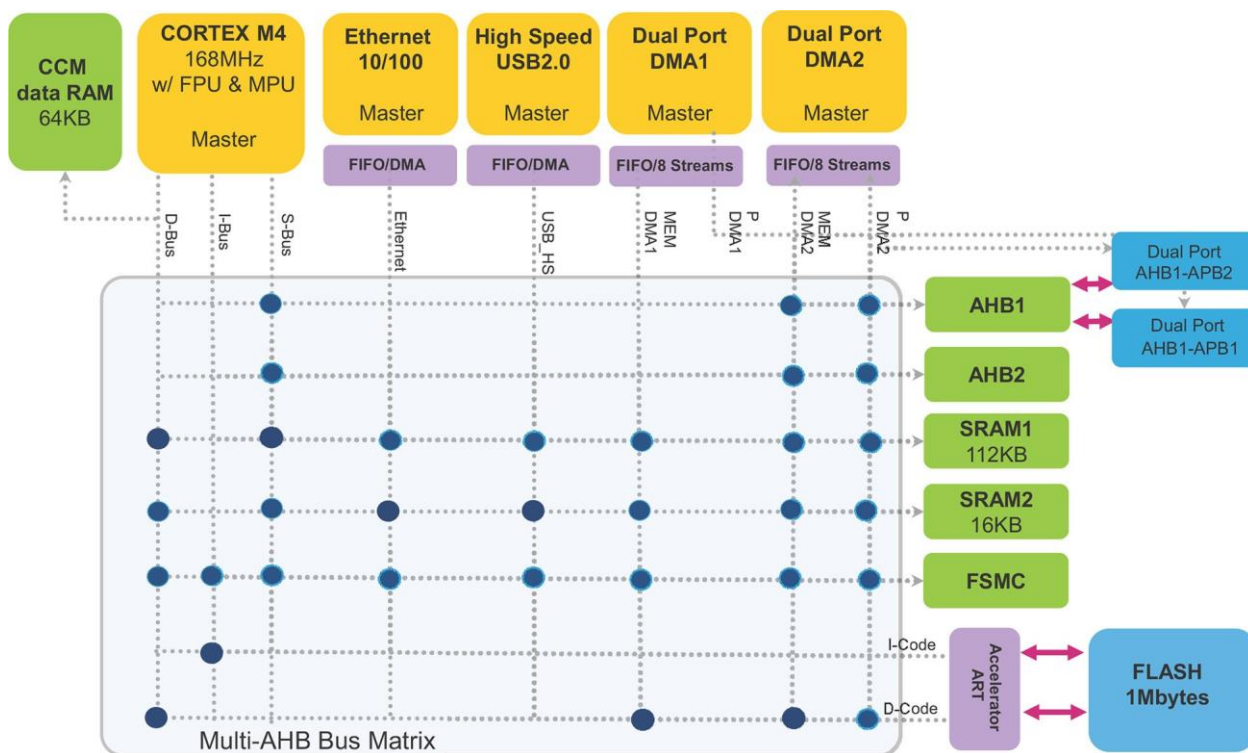 CCM
data RAM
64KB
CORTEX M4
168MHz
w/ FPU & MPU
Master
Ethernet
10/100
Master
High Speed
USB2.0
Master
Dual Port
DMA1
Master
Dual Port
DMA2
Master
FIFO/DMA
FIFO/DMA
FIFO/8 Streams
FIFO/8 Streams
D-Bus
I-Bus
S-Bus
Ethernet
USB_HS
MEM
DMA1
P
DMA1
MEM
DMA2
P
DMA2
Dual Port
AHB1-APB2
Dual Port
AHB1-APB1
AHB1
AHB2
SRAM1
112KB
SRAM2
16KB
FSMC
I-Code
D-Code
Accelerator
ART
FLASH
1Mbytes
Multi-AHB Bus Matrix